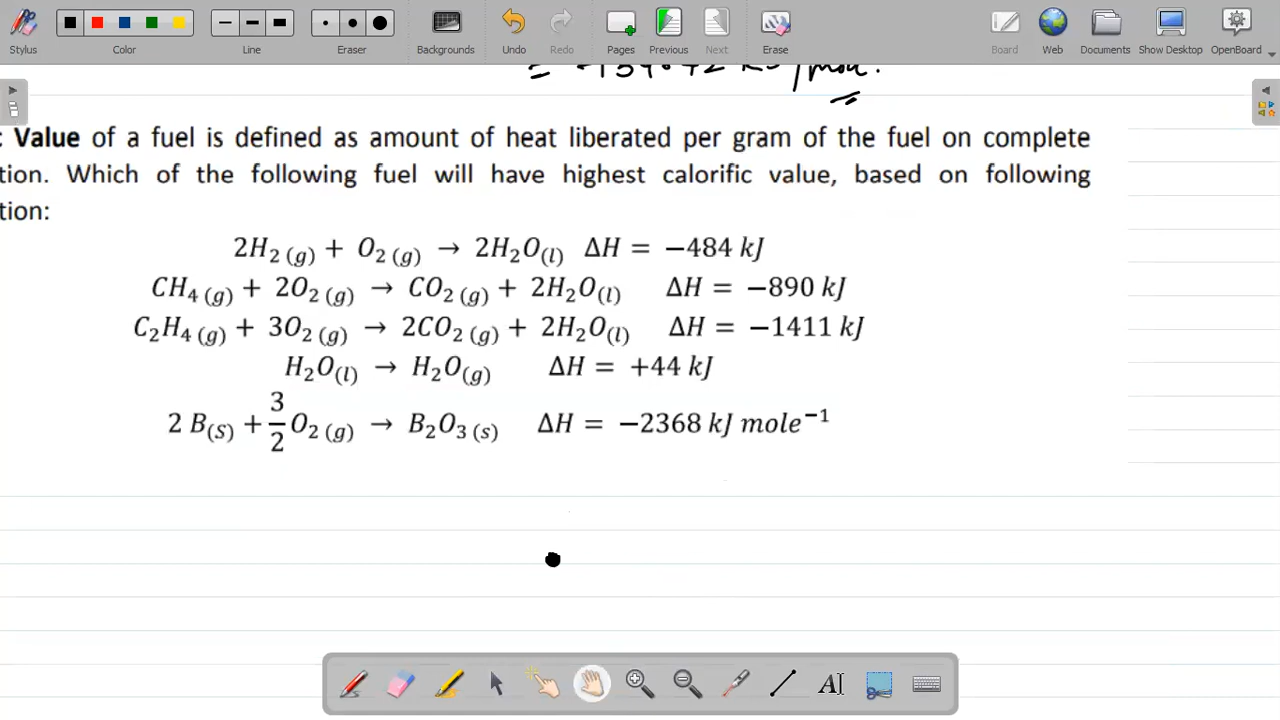 Stylus Color Line Eraser Backgrounds Undo Redo Pages Previous Next Erase Board Web Documents Show Desktop OpenBoard
Value of a fuel is defined as amount of heat liberated per gram of the fuel on complete
tion. Which of the following fuel will have highest calorific value, based on following
tion:
2H₂ (g) + O₂ (g) → 2H₂O(l) ΔH = −484 kJ
CH₄ (g) + 2O₂ (g) → CO₂ (g) + 2H₂O(l) ΔH = −890 kJ
C₂H₄ (g) + 3O₂ (g) → 2CO₂ (g) + 2H₂O(l) ΔH = −1411 kJ
H₂O(l) → H₂O(g) ΔH = +44 kJ
2 B(S) + 3/2 O₂ (g) → B₂O₃ (s) ΔH = −2368 kJ mole⁻¹